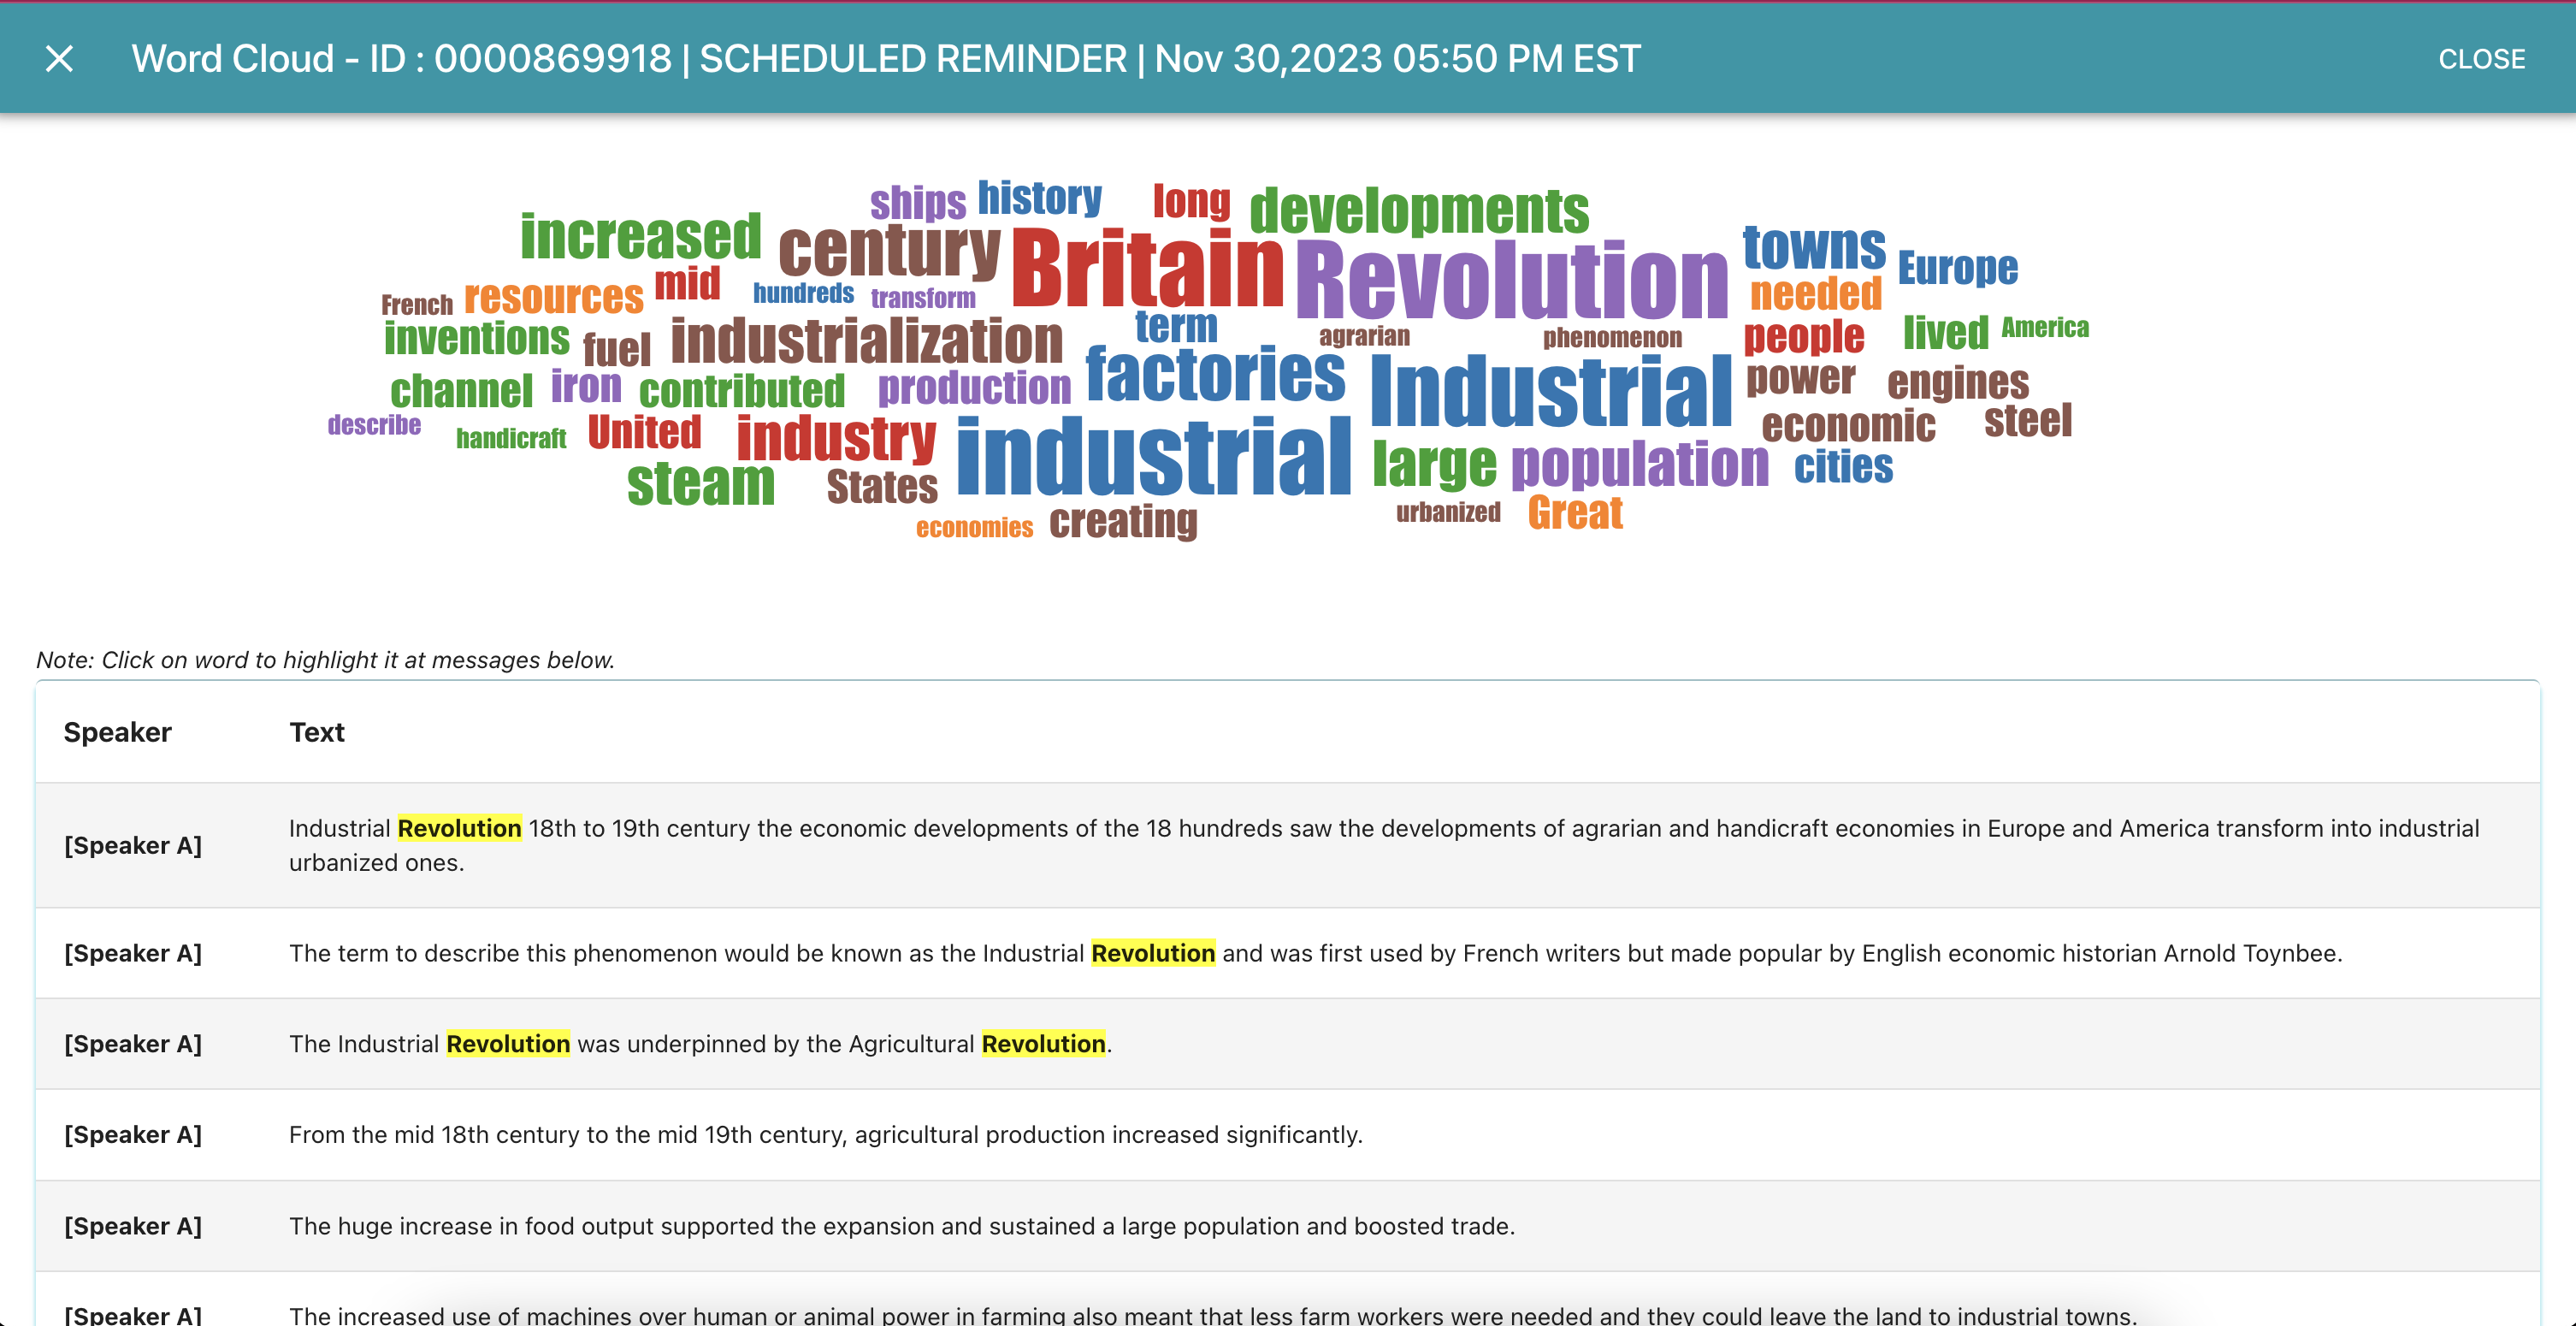 Word Cloud - ID : 0000869918 | SCHEDULED REMINDER | Nov 30,2023 05:50 PM EST
CLOSE
ships history long developments
increased century Britain Revolution towns Europe
French resources mid hundreds transform needed
inventions fuel industrialization term agrarian phenomenon people lived America
channel iron contributed production factories Industrial power engines
describe handicraft United industry industrial large population economic steel
steam States cities
economies creating urbanized Great
Note: Click on word to highlight it at messages below.
Speaker Text
[Speaker A] Industrial Revolution 18th to 19th century the economic developments of the 18 hundreds saw the developments of agrarian and handicraft economies in Europe and America transform into industrial
urbanized ones.
[Speaker A] The term to describe this phenomenon would be known as the Industrial Revolution and was first used by French writers but made popular by English economic historian Arnold Toynbee.
[Speaker A] The Industrial Revolution was underpinned by the Agricultural Revolution.
[Speaker A] From the mid 18th century to the mid 19th century, agricultural production increased significantly.
[Speaker A] The huge increase in food output supported the expansion and sustained a large population and boosted trade.
[Speaker A] The increased use of machines over human or animal power in farming also meant that less farm workers were needed and they could leave the land to industrial towns.